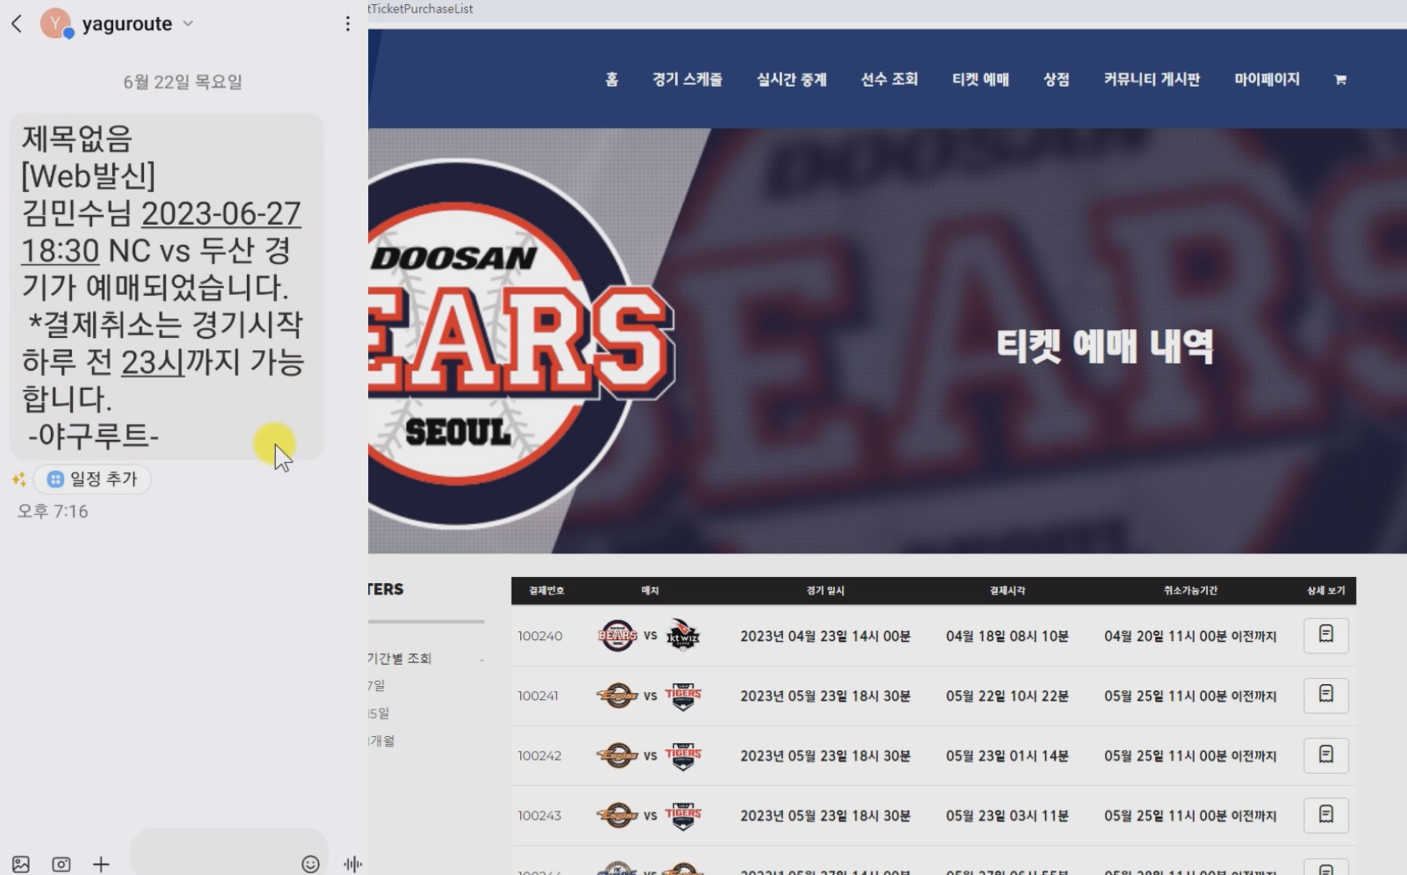 yaguroute
6월 22일 목요일
제목없음
[Web발신]
김민수님 2023-06-27
18:30 NC vs 두산 경
기가 예매되었습니다.
*결제취소는 경기시작
하루 전 23시까지 가능
합니다.
-야구루트-
일정 추가
오후 7:16
tTicketPurchaseList
홈 경기 스케줄 실시간 중계 선수 조회 티켓 예매 상점 커뮤니티 게시판 마이페이지
DOOSAN
EARS
SEOUL
티켓 예매 내역
TERS
기간별 조회 -
7일
15일
1개월
결제번호 매치 경기 일시 결제시각 취소가능기간 상세 보기
100240 BEARS VS kt wiz 2023년 04월 23일 14시 00분 04월 18일 08시 10분 04월 20일 11시 00분 이전까지
100241 Eagles VS TIGERS 2023년 05월 23일 18시 30분 05월 22일 10시 22분 05월 25일 11시 00분 이전까지
100242 Eagles VS TIGERS 2023년 05월 23일 18시 30분 05월 23일 01시 14분 05월 25일 11시 00분 이전까지
100243 Eagles VS TIGERS 2023년 05월 23일 18시 30분 05월 23일 03시 11분 05월 25일 11시 00분 이전까지